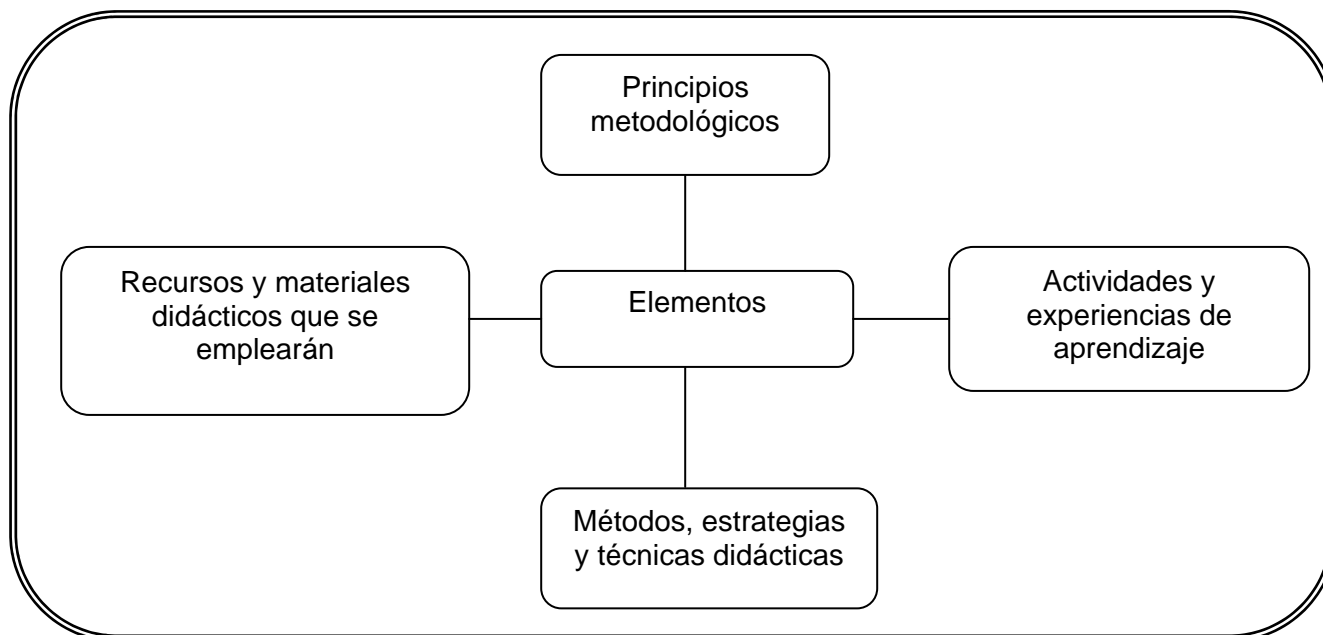 Principios
metodológicos
Recursos y materiales
didácticos que se
emplearán
Elementos
Actividades y
experiencias de
aprendizaje
Métodos, estrategias
y técnicas didácticas